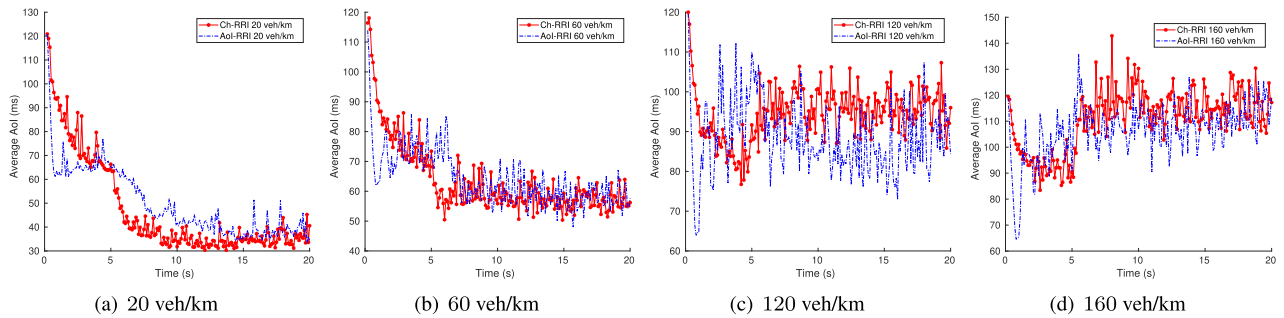 130
120
110
100
90
80
70
60
50
40
30
Average AoI (ms)
0
5
10
15
20
Time (s)
Ch-RRI 20 veh/km
AoI-RRI 20 veh/km
(a) 20 veh/km
120
110
100
90
80
70
60
50
40
Average AoI (ms)
0
5
10
15
20
Time (s)
Ch-RRI 60 veh/km
AoI-RRI 60 veh/km
(b) 60 veh/km
120
110
100
90
80
70
60
Average AoI (ms)
0
5
10
15
20
Time (s)
Ch-RRI 120 veh/km
AoI-RRI 120 veh/km
(c) 120 veh/km
150
140
130
120
110
100
90
80
70
60
Average AoI (ms)
0
5
10
15
20
Time (s)
Ch-RRI 160 veh/km
AoI-RRI 160 veh/km
(d) 160 veh/km